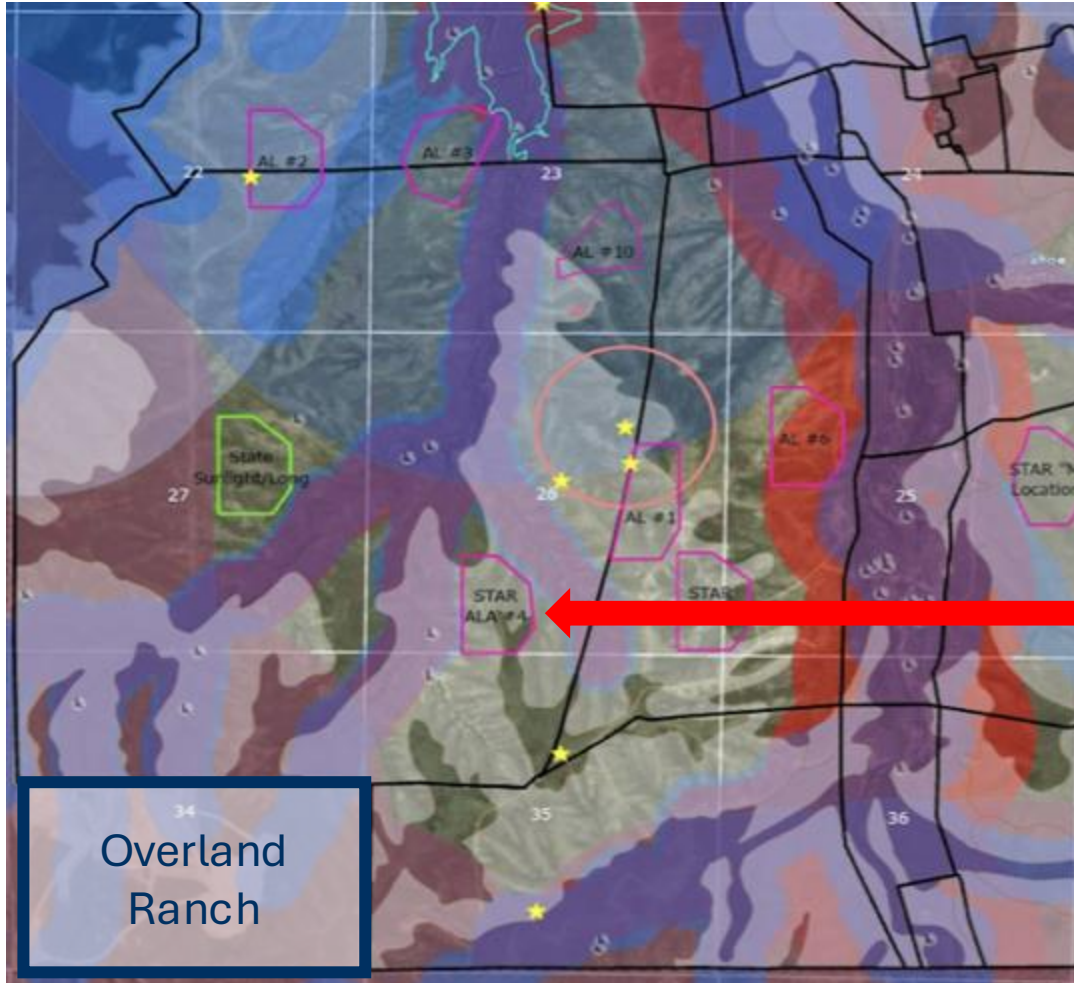 AL #2
AL #3
22
23
24
AL #10
AL #6
State
Sunlight/Long
STAR "M
Location
27
26
25
AL #1
STAR
ALA #4
STAR
34
35
36
Overland
Ranch